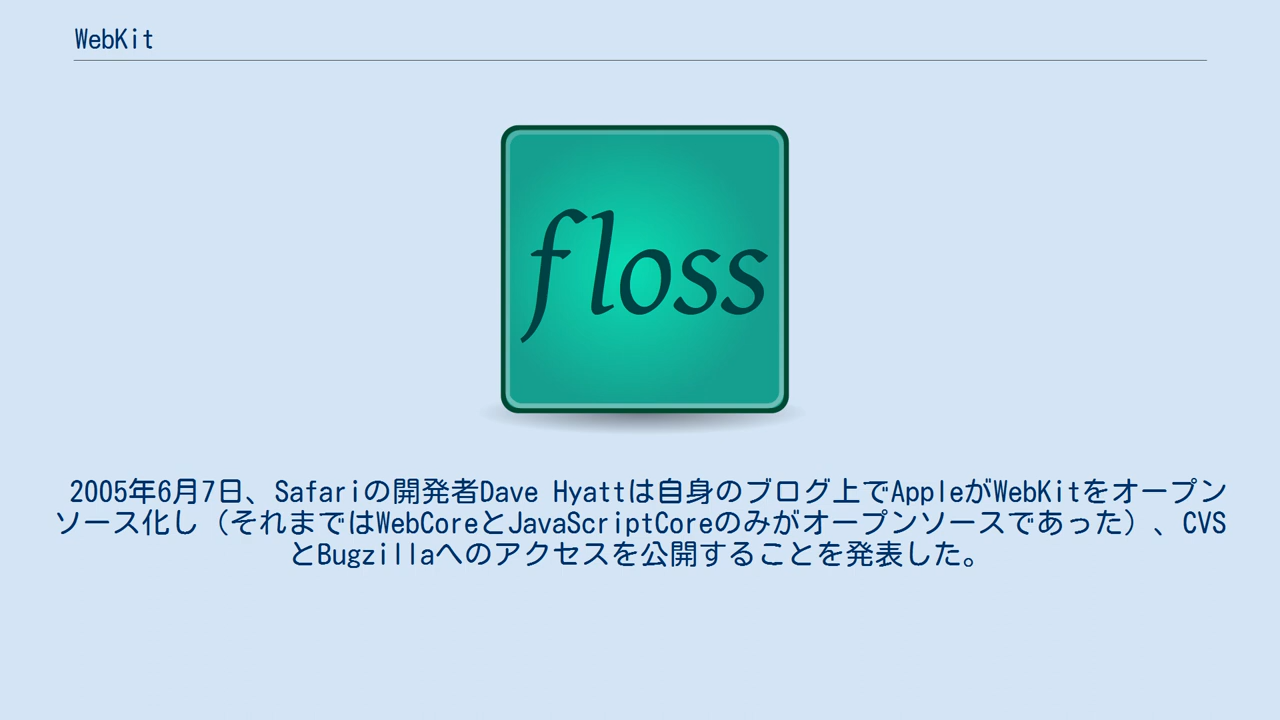 WebKit
floss
2005年6月7日、Safariの開発者Dave Hyattは自身のブログ上でAppleがWebKitをオープン
ソース化し（それまではWebCoreとJavaScriptCoreのみがオープンソースであった）、CVS
とBugzillaへのアクセスを公開することを発表した。